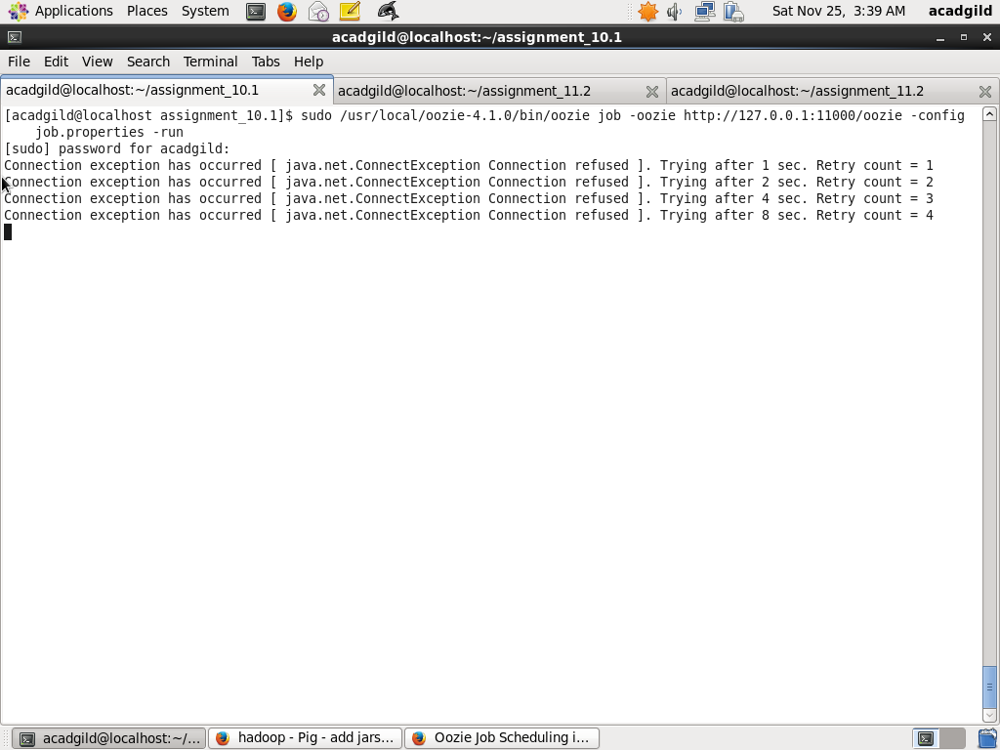 Applications Places System Sat Nov 25, 3:39 AM acadgild
acadgild@localhost:~/assignment_10.1
File Edit View Search Terminal Tabs Help
acadgild@localhost:~/assignment_10.1 acadgild@localhost:~/assignment_11.2 acadgild@localhost:~/assignment_11.2
[acadgild@localhost assignment_10.1]$ sudo /usr/local/oozie-4.1.0/bin/oozie job -oozie http://127.0.0.1:11000/oozie -config
job.properties -run
[sudo] password for acadgild:
Connection exception has occurred [ java.net.ConnectException Connection refused ]. Trying after 1 sec. Retry count = 1
Connection exception has occurred [ java.net.ConnectException Connection refused ]. Trying after 2 sec. Retry count = 2
Connection exception has occurred [ java.net.ConnectException Connection refused ]. Trying after 4 sec. Retry count = 3
Connection exception has occurred [ java.net.ConnectException Connection refused ]. Trying after 8 sec. Retry count = 4
acadgild@localhost:~/... hadoop - Pig - add jars... Oozie Job Scheduling i...